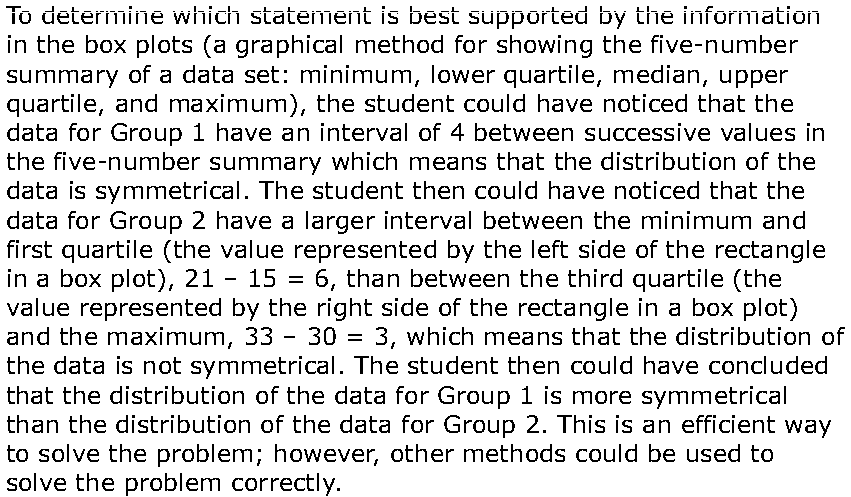 To determine which statement is best supported by the information
in the box plots (a graphical method for showing the five-number
summary of a data set: minimum, lower quartile, median, upper
quartile, and maximum), the student could have noticed that the
data for Group 1 have an interval of 4 between successive values in
the five-number summary which means that the distribution of the
data is symmetrical. The student then could have noticed that the
data for Group 2 have a larger interval between the minimum and
first quartile (the value represented by the left side of the rectangle
in a box plot), 21 – 15 = 6, than between the third quartile (the
value represented by the right side of the rectangle in a box plot)
and the maximum, 33 – 30 = 3, which means that the distribution of
the data is not symmetrical. The student then could have concluded
that the distribution of the data for Group 1 is more symmetrical
than the distribution of the data for Group 2. This is an efficient way
to solve the problem; however, other methods could be used to
solve the problem correctly.